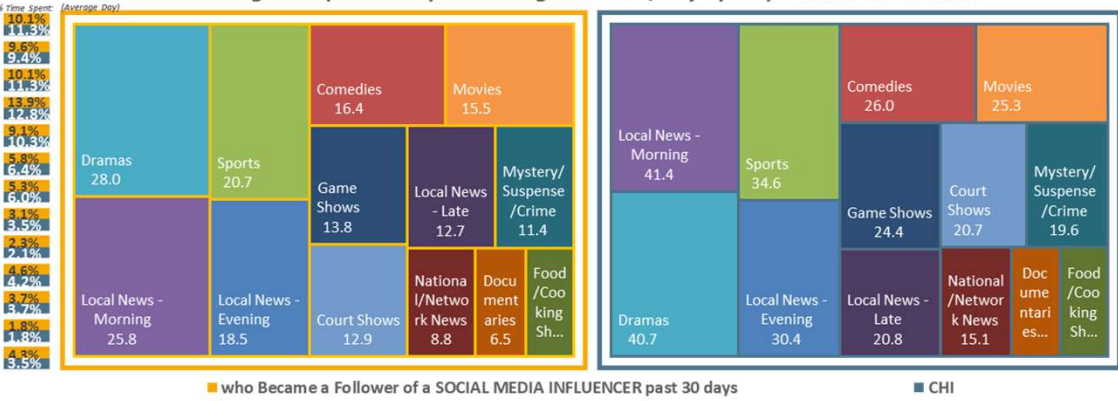 % Time Spent: (Average Day)
10.1%
11.3%
9.6%
9.4%
10.1%
11.3%
13.9%
12.8%
9.1%
10.3%
5.8%
6.4%
5.3%
6.0%
3.1%
3.5%
2.3%
2.1%
4.6%
4.2%
3.7%
3.7%
1.8%
1.8%
4.3%
3.5%
Dramas
28.0
Sports
20.7
Comedies
16.4
Movies
15.5
Game
Shows
13.8
Local News
- Late
12.7
Mystery/
Suspense
/Crime
11.4
Local News -
Morning
25.8
Local News -
Evening
18.5
Court Shows
12.9
Nationa
l/Netwo
rk News
8.8
Docu
ment
aries
6.5
Food
/Coo
king
Sh...
Local News -
Morning
41.4
Sports
34.6
Comedies
26.0
Movies
25.3
Game Shows
24.4
Court
Shows
20.7
Mystery/
Suspense
/Crime
19.6
Dramas
40.7
Local News -
Evening
30.4
Local News -
Late
20.8
National
/Networ
k News
15.1
Doc
ume
ntari
es...
Food
/Coo
king
Sh...
who Became a Follower of a SOCIAL MEDIA INFLUENCER past 30 days
CHI